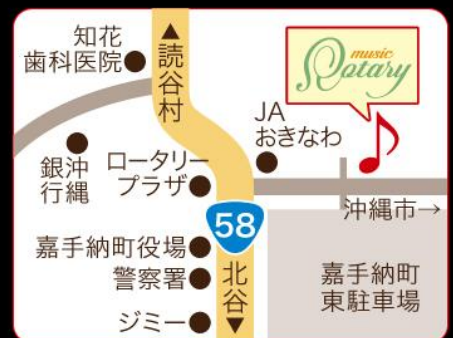 知花
歯科医院
▲読谷村
music
Rotary
JA
おきなわ
銀行
沖縄
ロータリー
プラザ
沖縄市→
58
嘉手納町役場
警察署
北谷▼
嘉手納町
東駐車場
ジミー